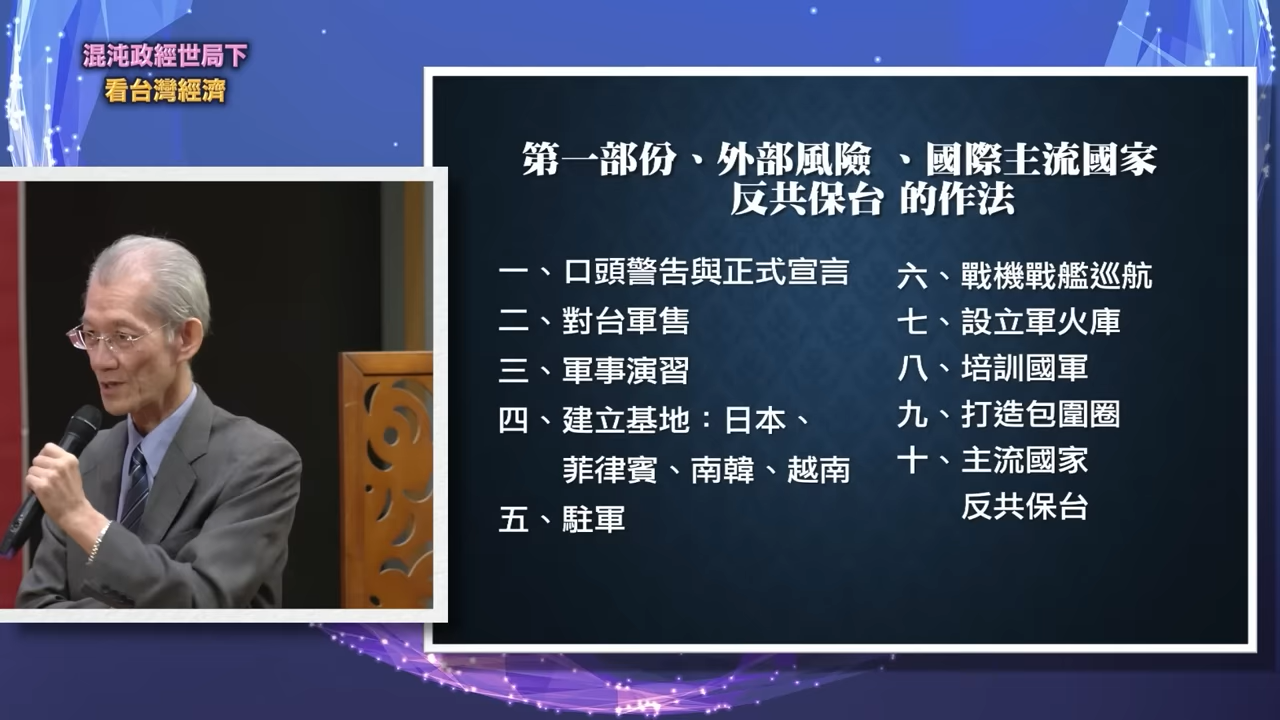 混沌政經世局下
看台灣經濟
第一部份、外部風險 、國際主流國家
反共保台 的作法
一、口頭警告與正式宣言
二、對台軍售
三、軍事演習
四、建立基地：日本、
菲律賓、南韓、越南
五、駐軍
六、戰機戰艦巡航
七、設立軍火庫
八、培訓國軍
九、打造包圍圈
十、主流國家
反共保台